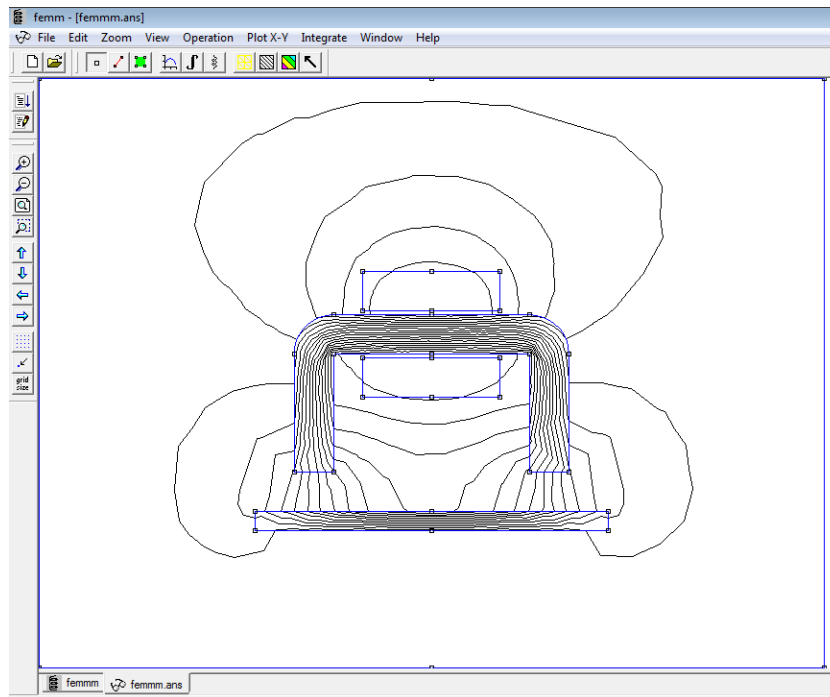 femm - [femmm.ans]
File Edit Zoom View Operation Plot X-Y Integrate Window Help
grid
size
femmm femmm.ans